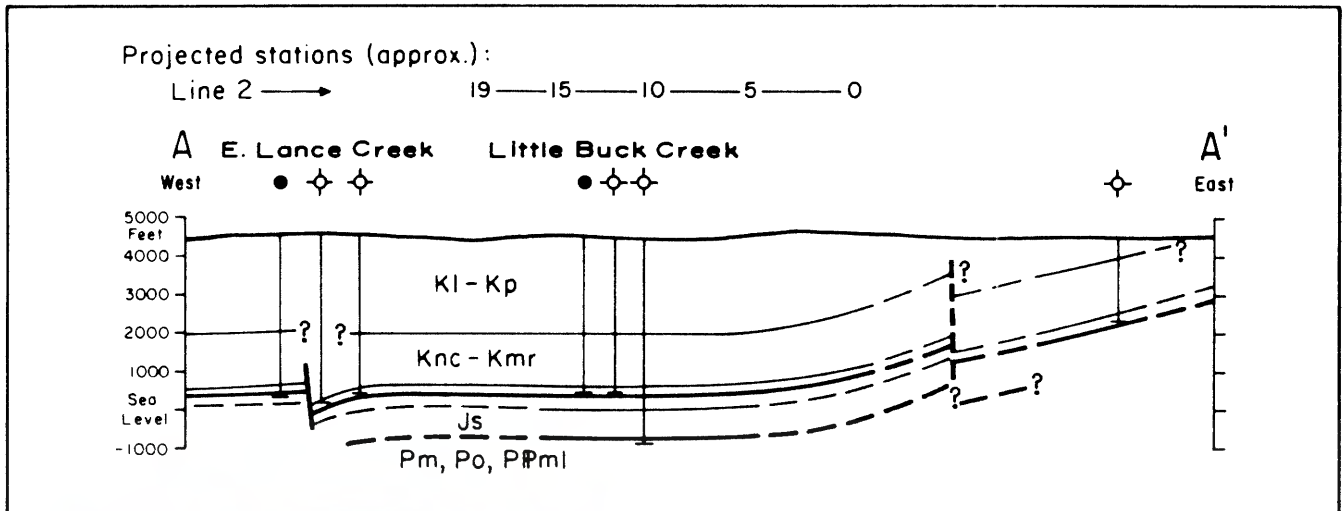 Projected stations (approx.):
Line 2 → 19 — 15 — 10 — 5 — 0
A E. Lance Creek Little Buck Creek A'
West East
5000
Feet
4000 ? ?
Kl - Kp
3000
2000 ? ?
Knc - Kmr
1000
Sea
Level ? ?
Js
-1000
Pm, Po, PPml